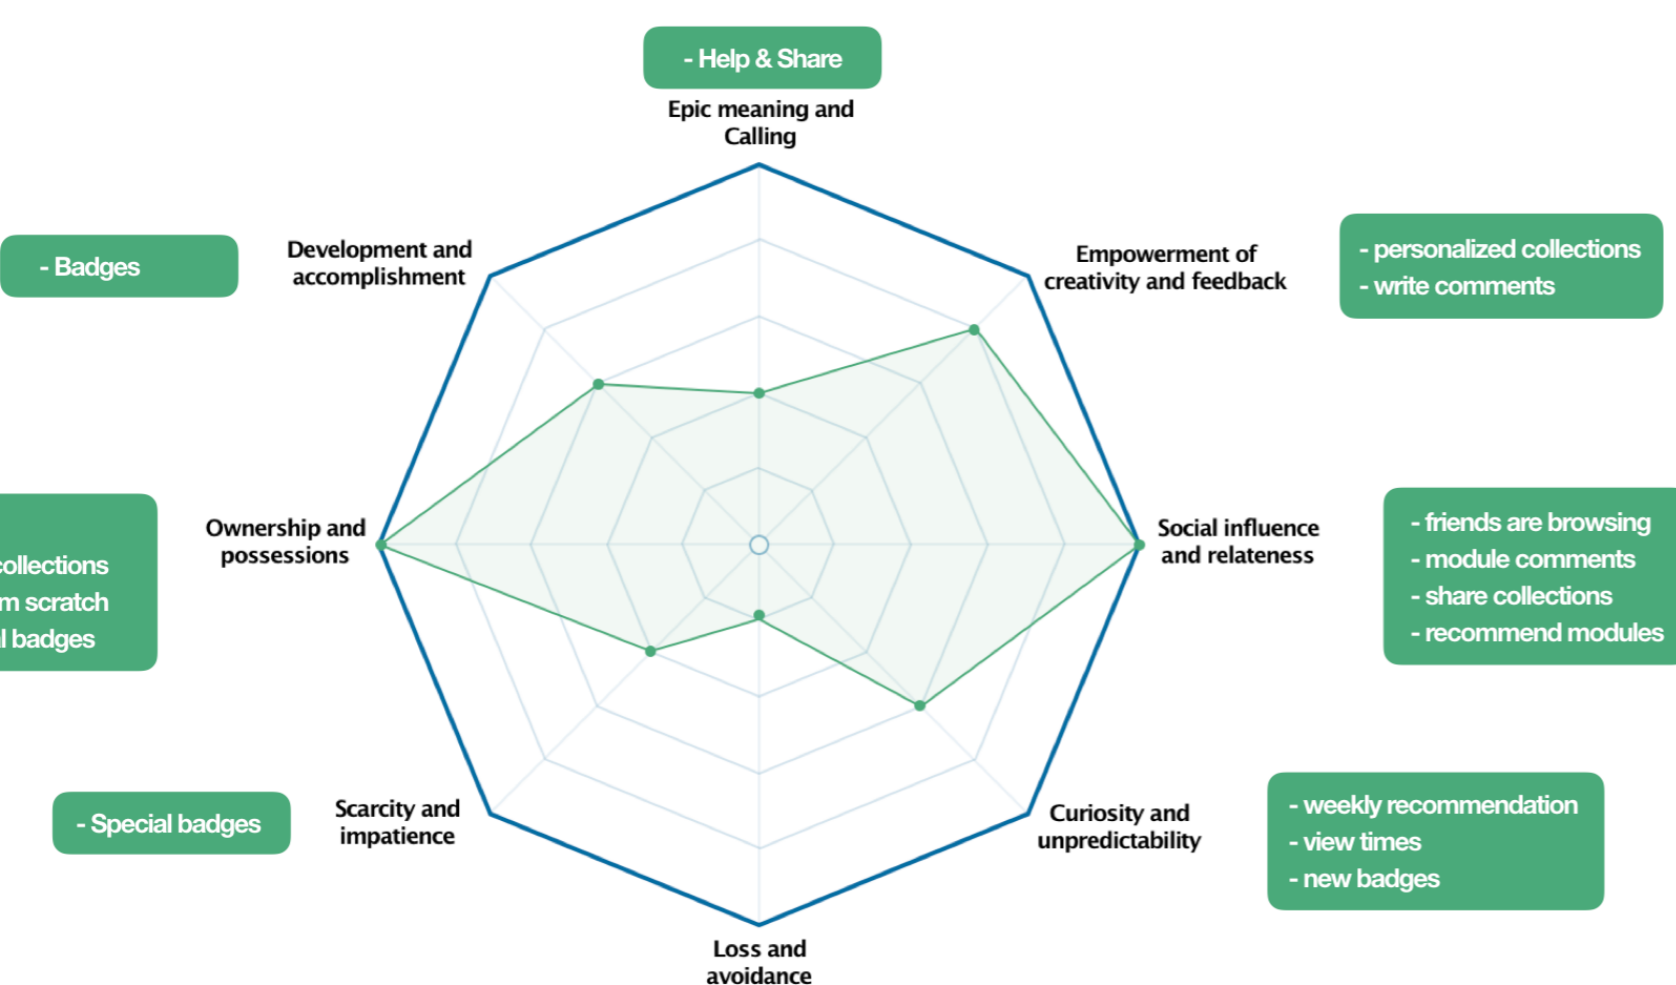 - Help & Share
Epic meaning and
Calling
- Badges
Development and
accomplishment
Empowerment of
creativity and feedback
- personalized collections
- write comments
Ownership and
possessions
scratch
badges
Social influence
and relateness
- friends are browsing
- module comments
- share collections
- recommend modules
- Special badges
Scarcity and
impatience
Curiosity and
unpredictability
- weekly recommendation
- view times
- new badges
Loss and
avoidance